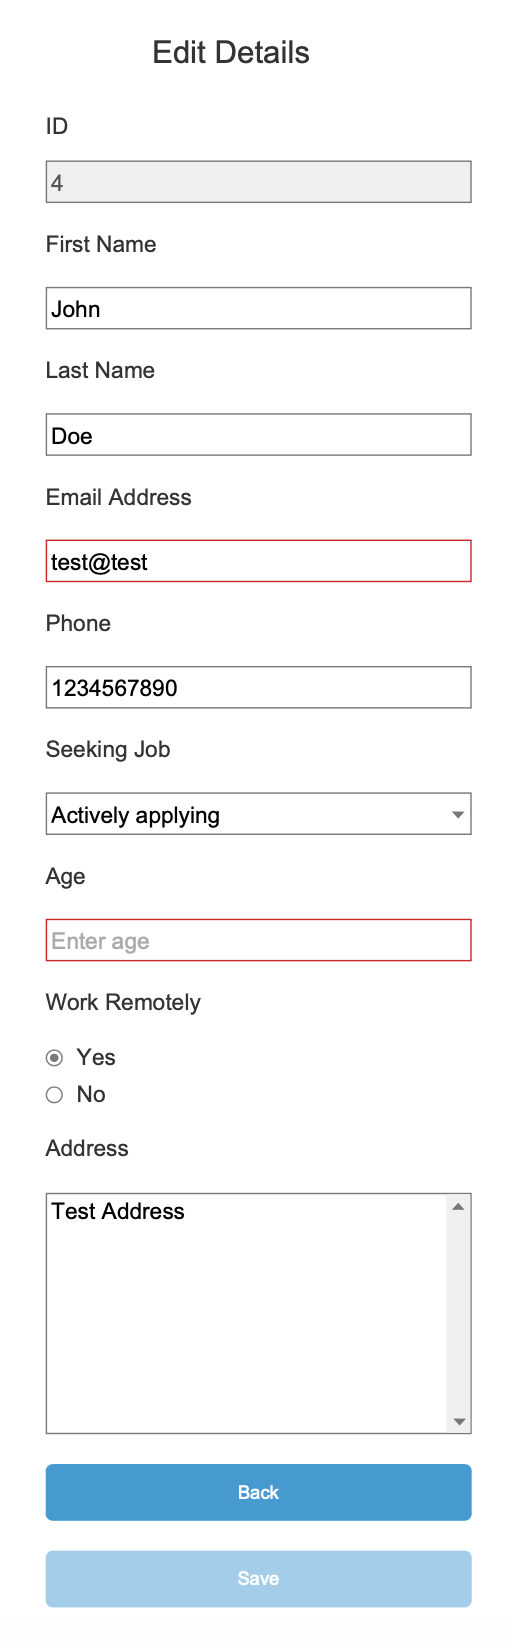 Edit Details
ID
4
First Name
John
Last Name
Doe
Email Address
test@test
Phone
1234567890
Seeking Job
Actively applying
Age
Enter age
Work Remotely
Yes
No
Address
Test Address
Back
Save